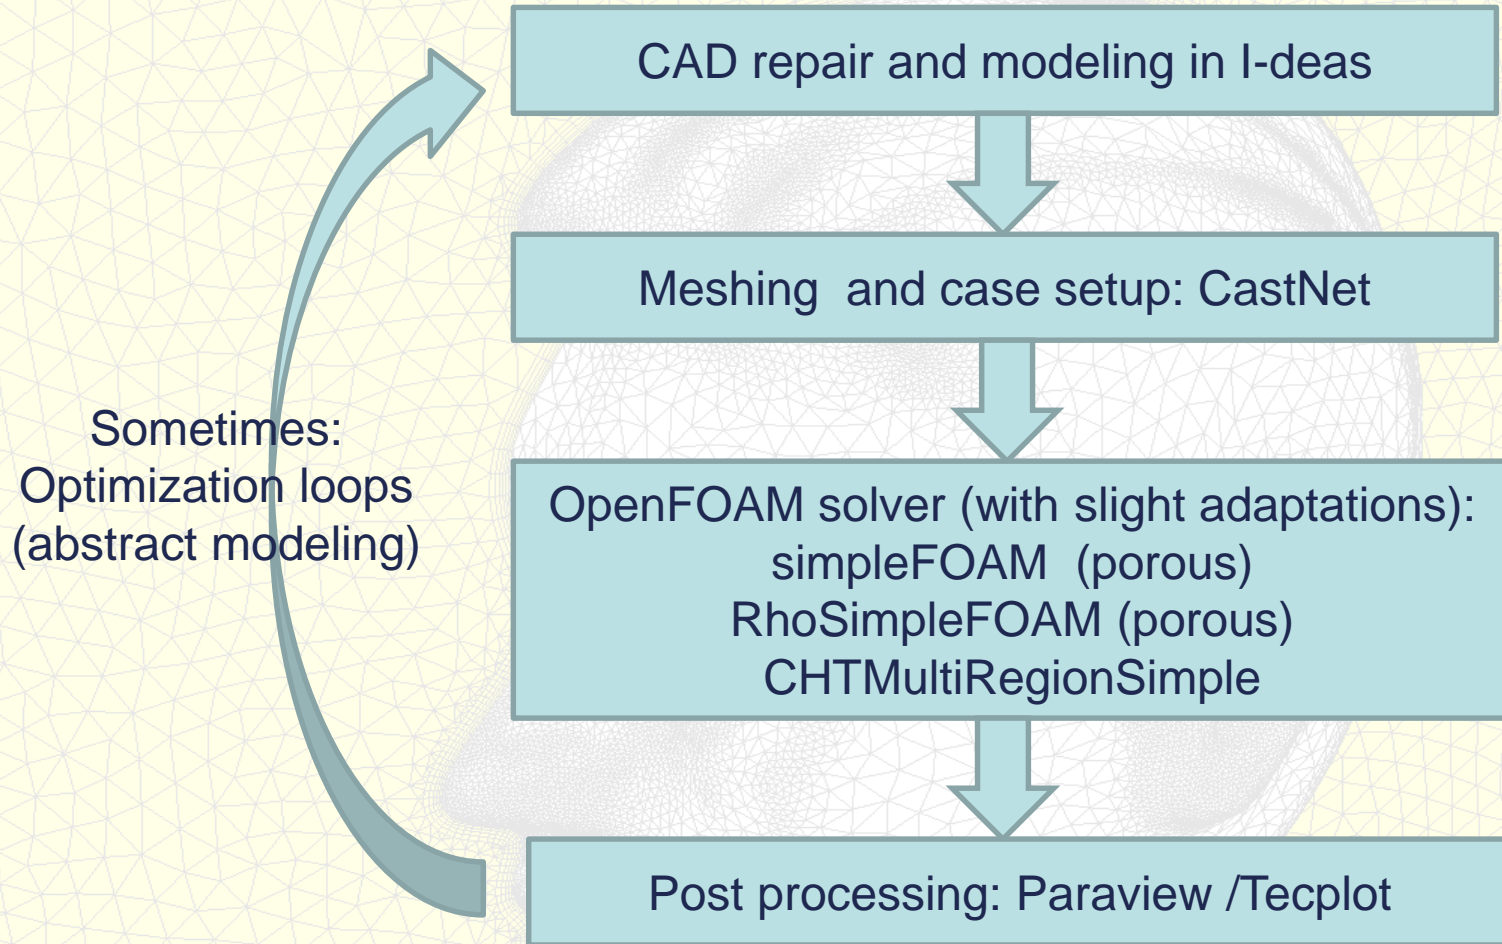 CAD repair and modeling in I-deas
Meshing  and case setup: CastNet
Sometimes:
Optimization loops
(abstract modeling)
OpenFOAM solver (with slight adaptations):
simpleFOAM  (porous)
RhoSimpleFOAM (porous)
CHTMultiRegionSimple
Post processing: Paraview /Tecplot